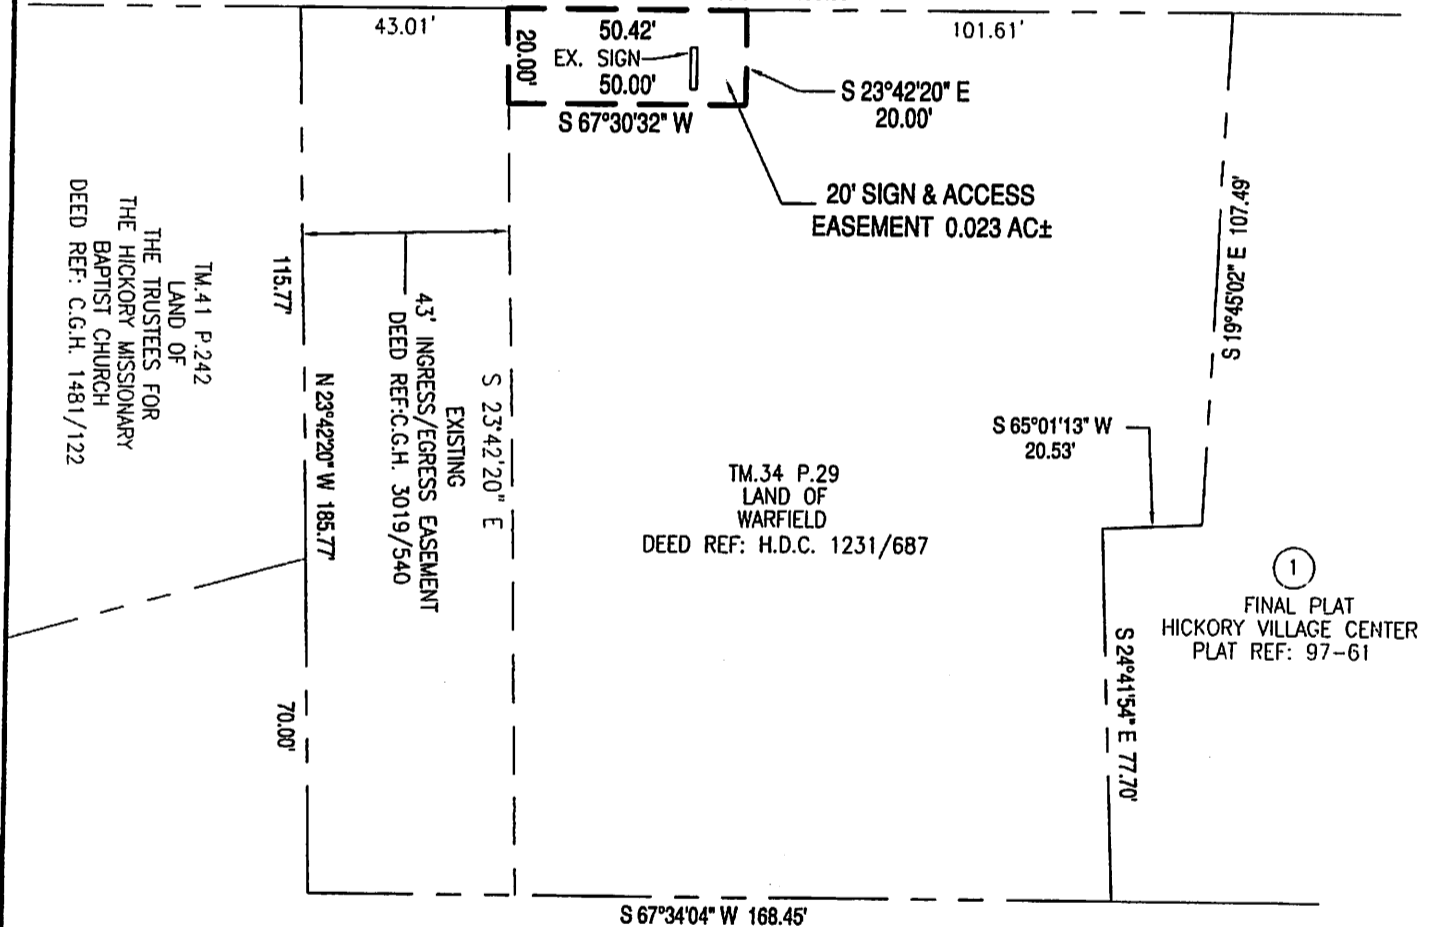 43.01'
50.42'
101.61'
20.00'
EX. SIGN
50.00'
S 67°30'32" W
S 23°42'20" E
20.00'
20' SIGN & ACCESS
EASEMENT 0.023 AC±
S 19°45'02" E 107.49'
TM.41 P.242
LAND OF
THE TRUSTEES FOR
THE HICKORY MISSIONARY
BAPTIST CHURCH
DEED REF: C.G.H. 1481/122
115.77'
N 23°42'20" W 185.77'
70.00'
S 23°42'20" E
EXISTING
43' INGRESS/EGRESS EASEMENT
DEED REF:C.G.H. 3019/540
TM.34 P.29
LAND OF
WARFIELD
DEED REF: H.D.C. 1231/687
S 65°01'13" W
20.53'
1
FINAL PLAT
HICKORY VILLAGE CENTER
PLAT REF: 97-61
S 24°41'54" E 77.70'
S 67°34'04" W 168.45'